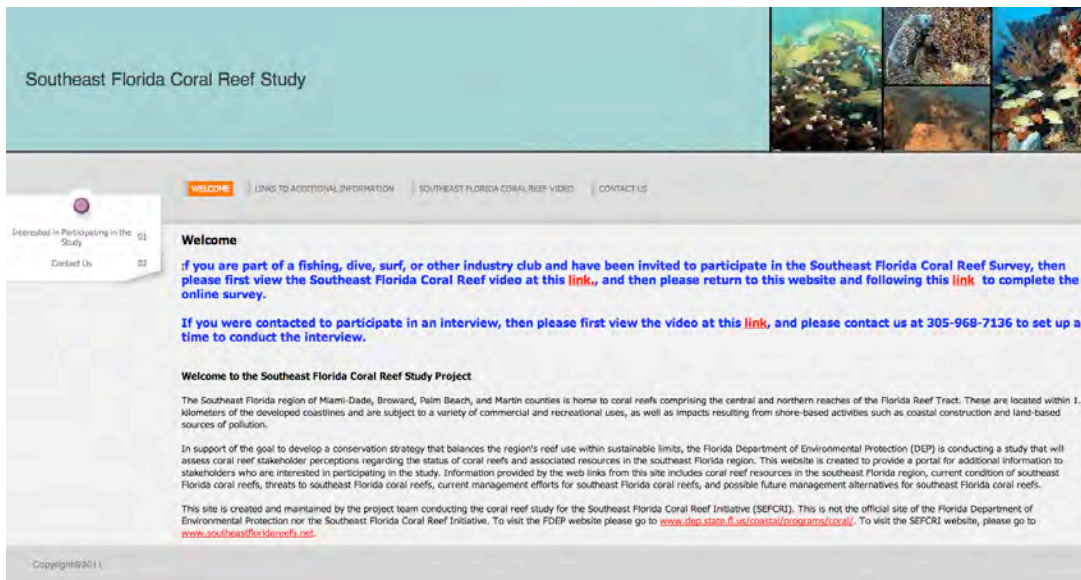 Southeast Florida Coral Reef Study
WELCOME
LINKS TO ADDITIONAL INFORMATION
SOUTHEAST FLORIDA CORAL REEF VIDEO
CONTACT US
Interested in Participating in the 01
Study
Contact Us 02
Welcome
:f you are part of a fishing, dive, surf, or other industry club and have been invited to participate in the Southeast Florida Coral Reef Survey, then
please first view the Southeast Florida Coral Reef video at this link., and then please return to this website and following this link to complete the
online survey.
If you were contacted to participate in an interview, then please first view the video at this link, and please contact us at 305-968-7136 to set up a
time to conduct the interview.
Welcome to the Southeast Florida Coral Reef Study Project
The Southeast Florida region of Miami-Dade, Broward, Palm Beach, and Martin counties is home to coral reefs comprising the central and northern reaches of the Florida Reef Tract. These are located within 1.
kilometers of the developed coastlines and are subject to a variety of commercial and recreational uses, as well as impacts resulting from shore-based activities such as coastal construction and land-based
sources of pollution.
In support of the goal to develop a conservation strategy that balances the region's reef use within sustainable limits, the Florida Department of Environmental Protection (DEP) is conducting a study that will
assess coral reef stakeholder perceptions regarding the status of coral reefs and associated resources in the southeast Florida region. This website is created to provide a portal for additional information to
stakeholders who are interested in participating in the study. Information provided by the web links from this site includes coral reef resources in the southeast Florida region, current condition of southeast
Florida coral reefs, threats to southeast Florida coral reefs, current management efforts for southeast Florida coral reefs, and possible future management alternatives for southeast Florida coral reefs.
This site is created and maintained by the project team conducting the coral reef study for the Southeast Florida Coral Reef Initiative (SEFCRI). This is not the official site of the Florida Department of
Environmental Protection nor the Southeast Florida Coral Reef Initiative. To visit the FDEP website please go to www.dep.state.fl.us/coastal/programs/coral/. To visit the SEFCRI website, please go to
www.southeastfloridareefs.net.
Copyright@2011